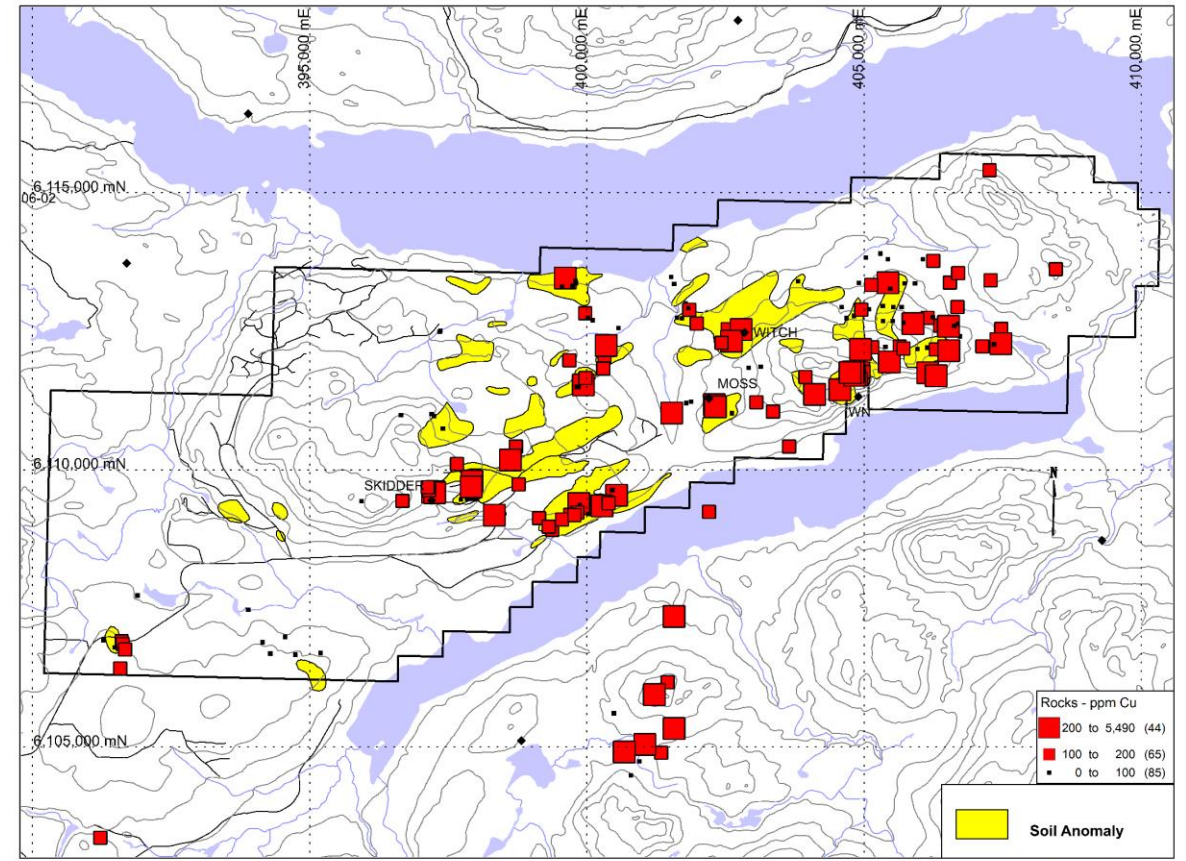 395,000 mE
400,000 mE
405,000 mE
410,000 mE
6,115,000 mN
06-02
WITCH
MOSS
WN
6,110,000 mN
SKIDDER
N
6,105,000 mN
Rocks - ppm Cu
200 to 5,490 (44)
100 to 200 (65)
0 to 100 (85)
Soil Anomaly